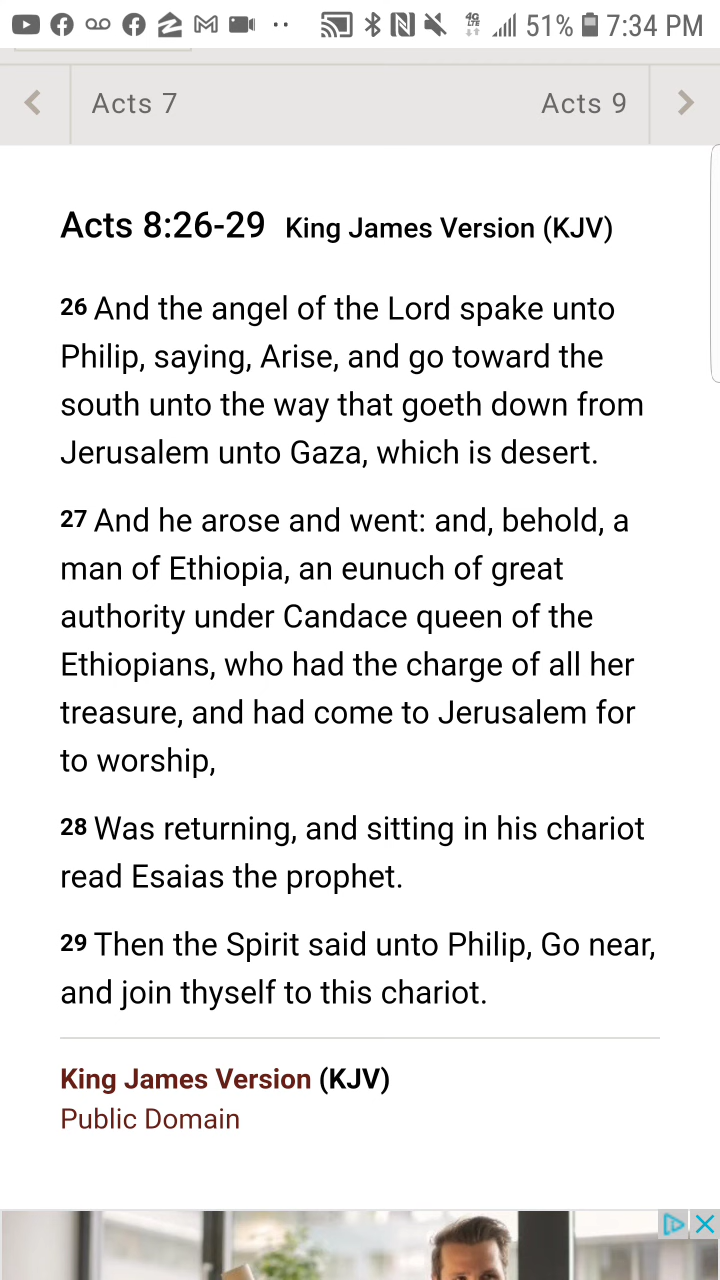 51% 7:34 PM
Acts 7 Acts 9
Acts 8:26-29 King James Version (KJV)
26 And the angel of the Lord spake unto
Philip, saying, Arise, and go toward the
south unto the way that goeth down from
Jerusalem unto Gaza, which is desert.
27 And he arose and went: and, behold, a
man of Ethiopia, an eunuch of great
authority under Candace queen of the
Ethiopians, who had the charge of all her
treasure, and had come to Jerusalem for
to worship,
28 Was returning, and sitting in his chariot
read Esaias the prophet.
29 Then the Spirit said unto Philip, Go near,
and join thyself to this chariot.
King James Version (KJV)
Public Domain